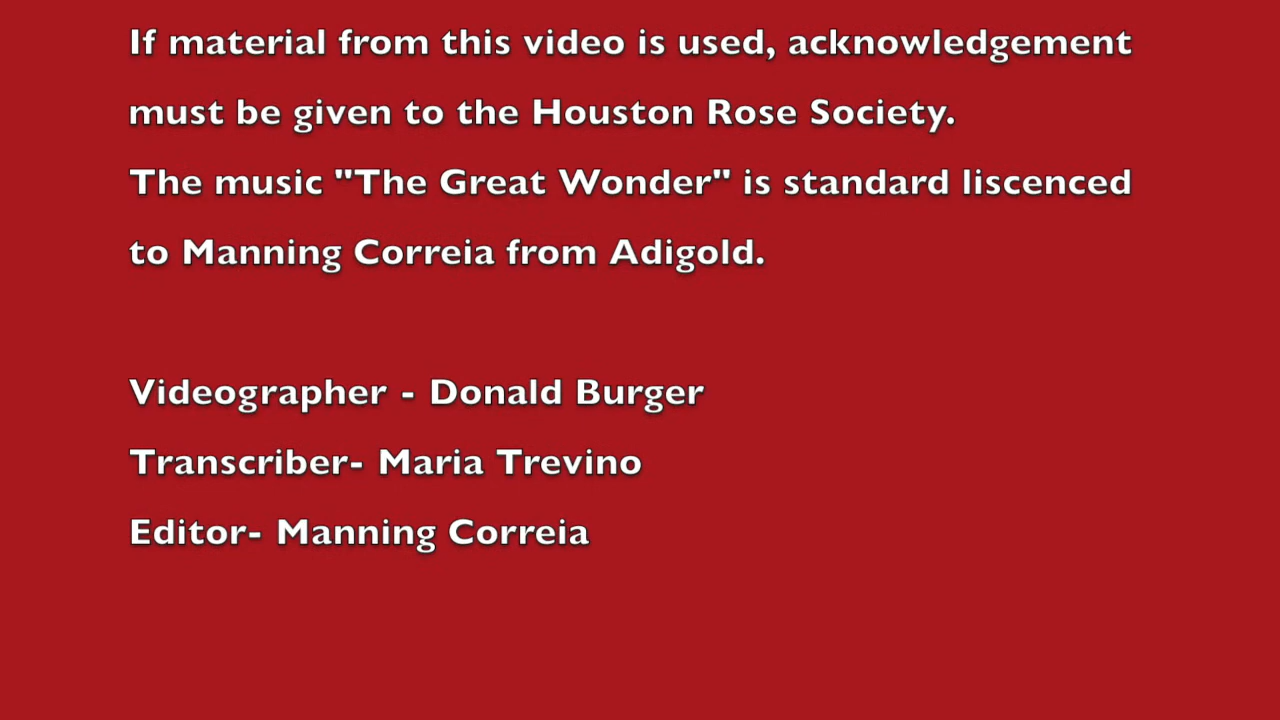 If material from this video is used, acknowledgement
must be given to the Houston Rose Society.
The music "The Great Wonder" is standard liscenced
to Manning Correia from Adigold.
Videographer - Donald Burger
Transcriber- Maria Trevino
Editor- Manning Correia